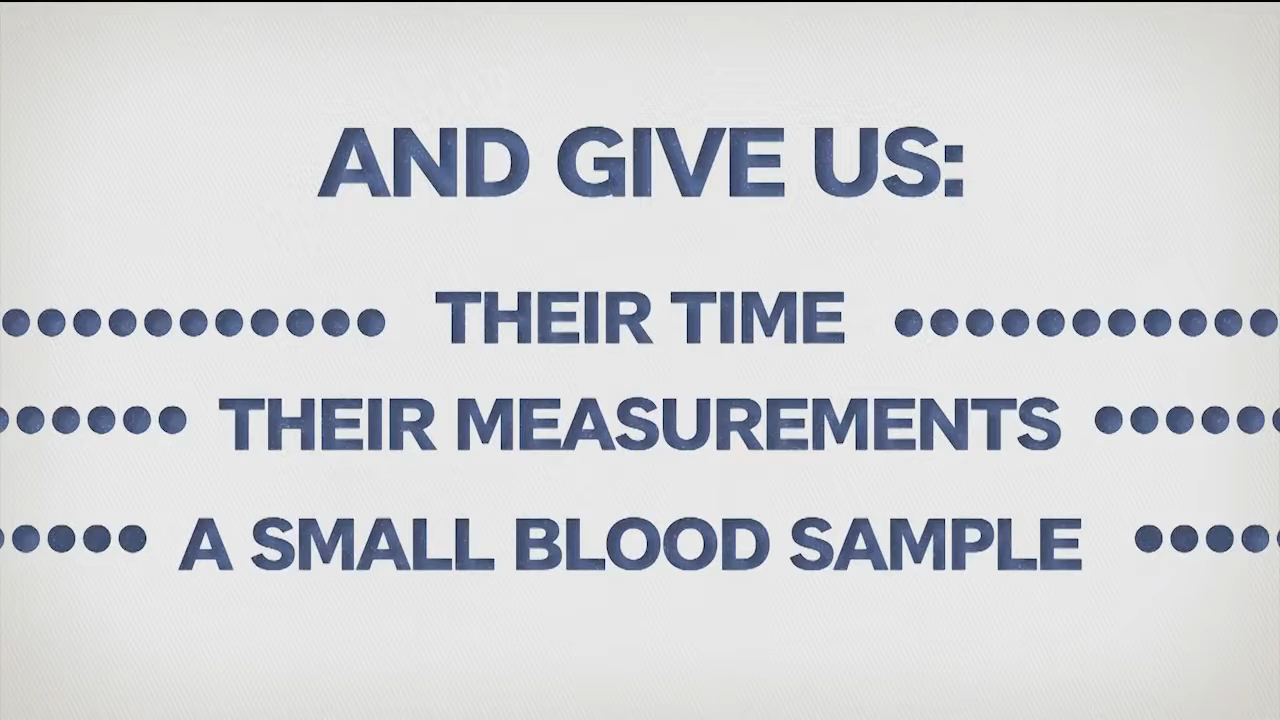 AND GIVE US:
THEIR TIME
THEIR MEASUREMENTS
A SMALL BLOOD SAMPLE